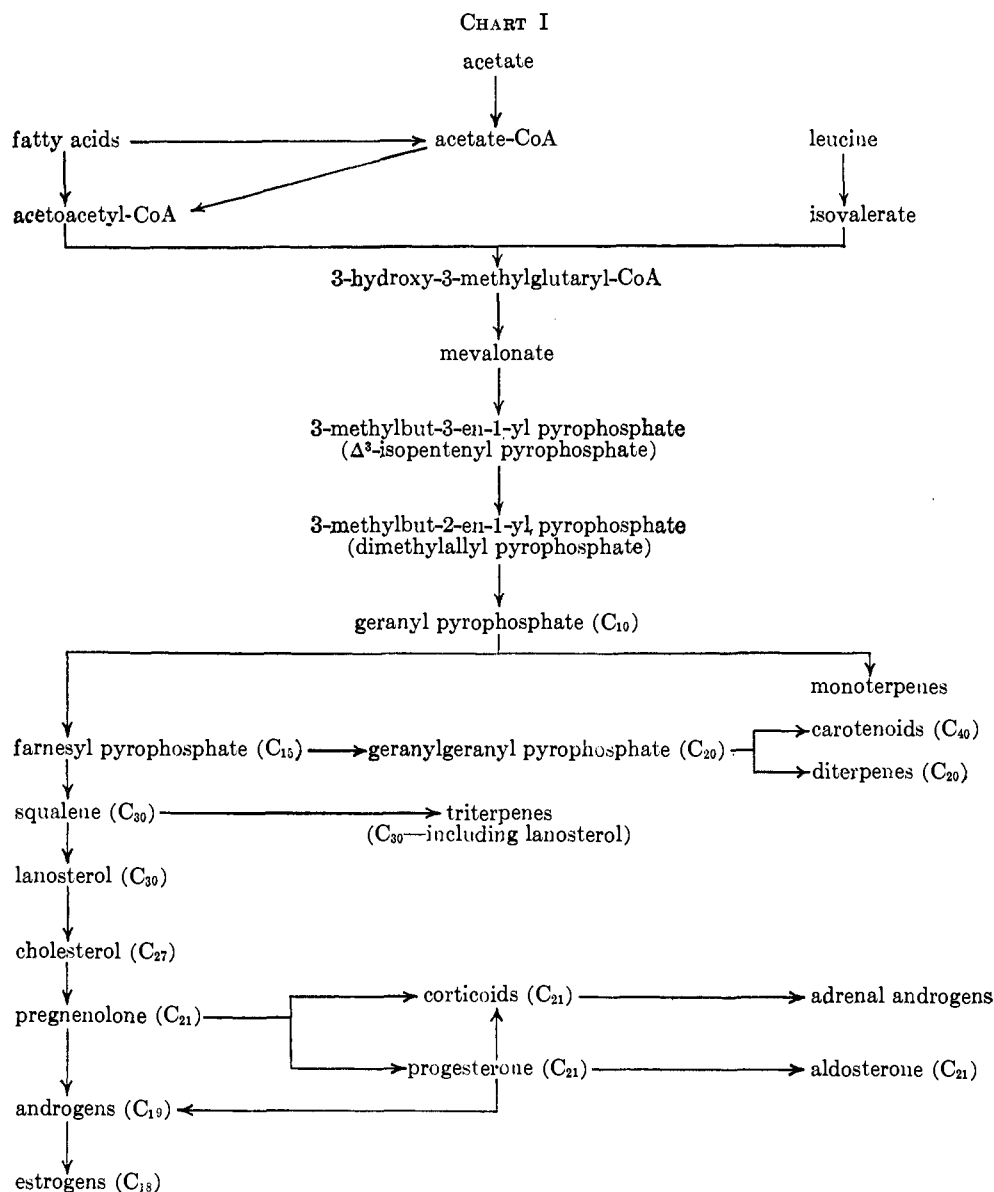 CHART I
acetate
fatty acids acetate-CoA leucine
acetoacetyl-CoA isovalerate
3-hydroxy-3-methylglutaryl-CoA
mevalonate
3-methylbut-3-en-1-yl pyrophosphate
(Δ³-isopentenyl pyrophosphate)
3-methylbut-2-en-1-yl pyrophosphate
(dimethylallyl pyrophosphate)
geranyl pyrophosphate (C₁₀)
monoterpenes
farnesyl pyrophosphate (C₁₅) geranylgeranyl pyrophosphate (C₂₀) carotenoids (C₄₀)
diterpenes (C₂₀)
squalene (C₃₀) triterpenes
(C₃₀—including lanosterol)
lanosterol (C₃₀)
cholesterol (C₂₇)
corticoids (C₂₁) adrenal androgens
pregnenolone (C₂₁)
progesterone (C₂₁) aldosterone (C₂₁)
androgens (C₁₉)
estrogens (C₁₈)